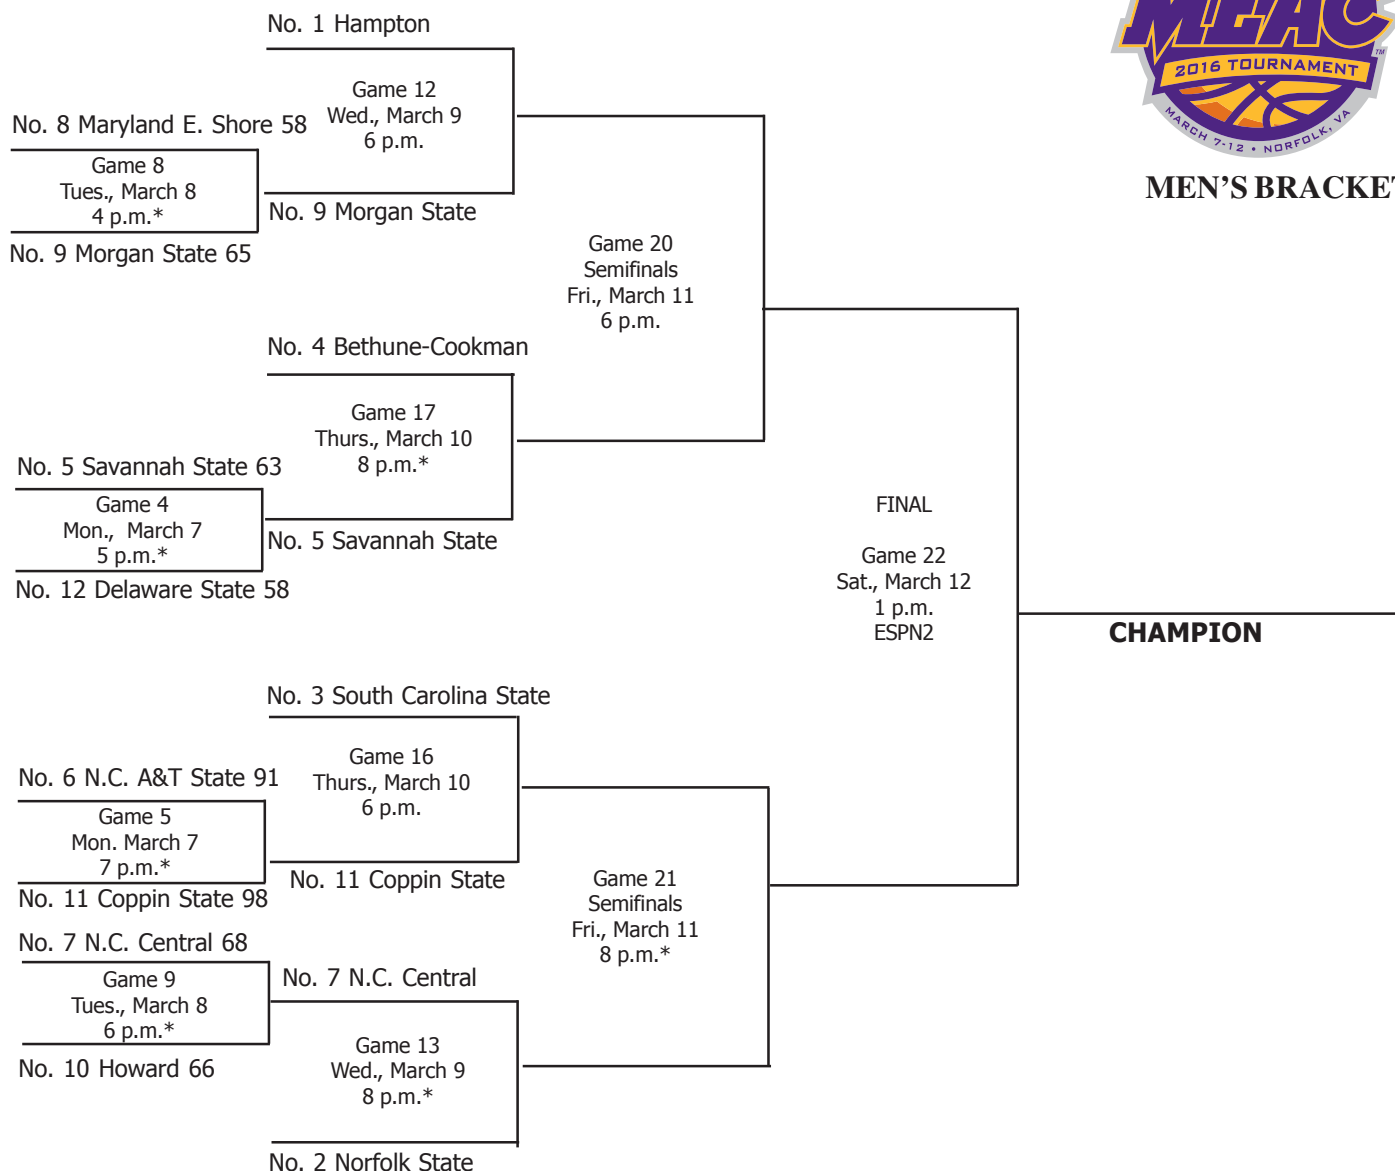 MEAC
TM
2016 TOURNAMENT
MARCH 7-12 • NORFOLK, VA
MEN'S BRACKET
No. 1 Hampton
Game 12
Wed., March 9
6 p.m.
No. 8 Maryland E. Shore 58
Game 8
Tues., March 8
4 p.m.*
No. 9 Morgan State 65
No. 9 Morgan State
Game 20
Semifinals
Fri., March 11
6 p.m.
No. 4 Bethune-Cookman
Game 17
Thurs., March 10
8 p.m.*
No. 5 Savannah State 63
Game 4
Mon., March 7
5 p.m.*
No. 12 Delaware State 58
No. 5 Savannah State
FINAL
Game 22
Sat., March 12
1 p.m.
ESPN2
CHAMPION
No. 3 South Carolina State
Game 16
Thurs., March 10
6 p.m.
No. 6 N.C. A&T State 91
Game 5
Mon. March 7
7 p.m.*
No. 11 Coppin State 98
No. 11 Coppin State
Game 21
Semifinals
Fri., March 11
8 p.m.*
No. 7 N.C. Central 68
Game 9
Tues., March 8
6 p.m.*
No. 10 Howard 66
No. 7 N.C. Central
Game 13
Wed., March 9
8 p.m.*
No. 2 Norfolk State